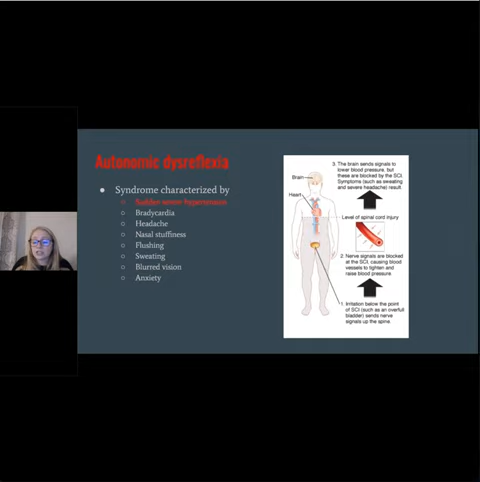 Autonomic dysreflexia
● Syndrome characterized by
○ Sudden severe hypertension
○ Bradycardia
○ Headache
○ Nasal stuffiness
○ Flushing
○ Sweating
○ Blurred vision
○ Anxiety
3. The brain sends signals to
lower blood pressure, but
these are blocked by the SCI.
Symptoms (such as sweating
and severe headache) result.
Brain
Heart
Level of spinal cord injury
2. Nerve signals are blocked
at the SCI, causing blood
vessels to tighten and
raise blood pressure.
1. Irritation below the point
of SCI (such as an overfull
bladder) sends nerve
signals up the spine.